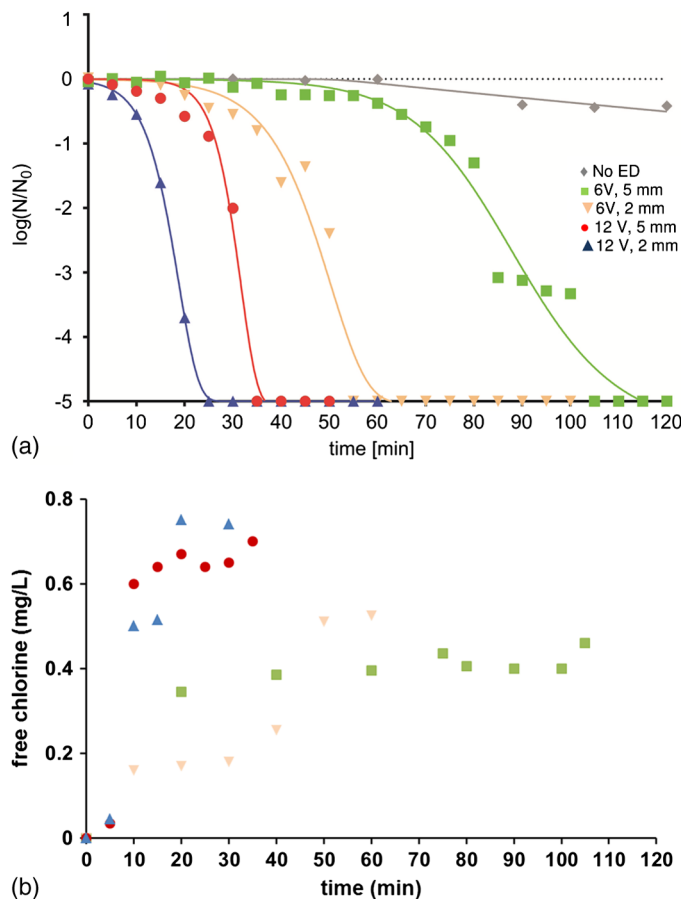 1
0
-1
-2
-3
-4
-5
log(N/N0)
No ED
6V, 5 mm
6V, 2 mm
12 V, 5 mm
12 V, 2 mm
0 10 20 30 40 50 60 70 80 90 100 110 120
time [min]
(a)
0.8
0.6
0.4
0.2
0
free chlorine (mg/L)
0 10 20 30 40 50 60 70 80 90 100 110 120
time (min)
(b)